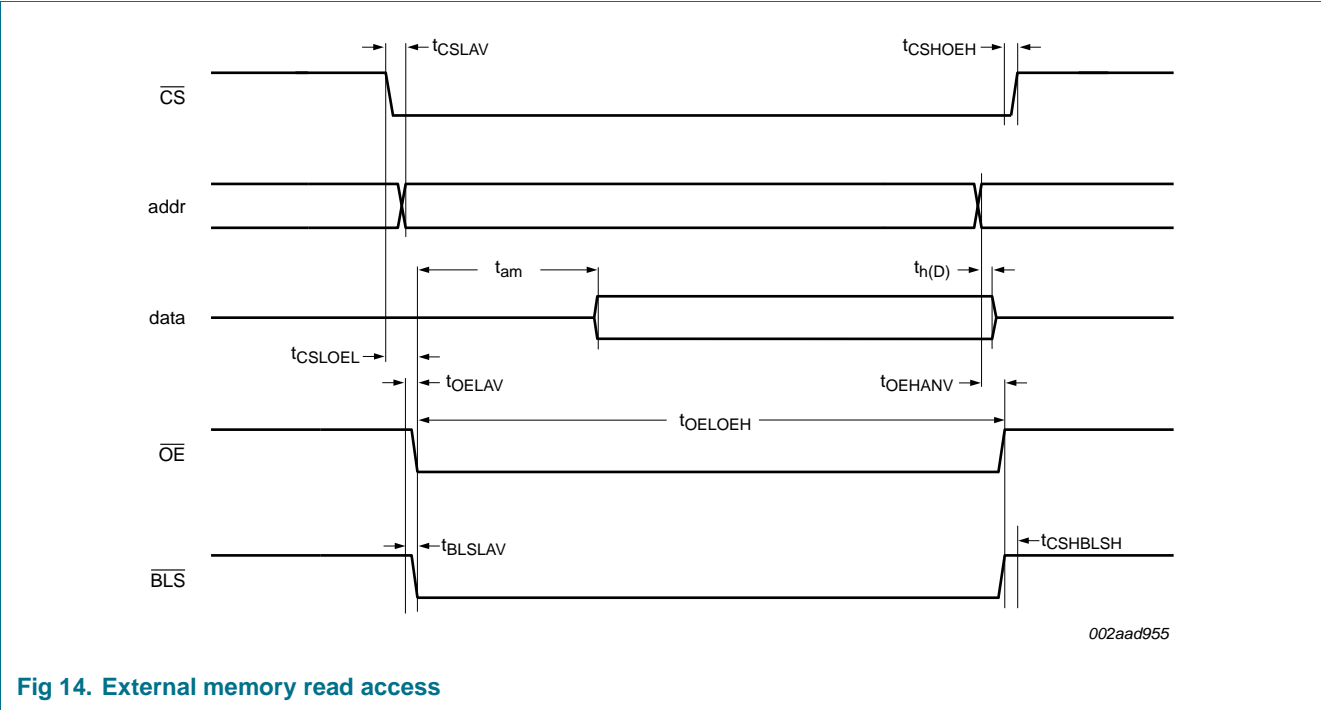 tCSLAV
tCSHOEH
CS
addr
tam
th(D)
data
tCSLOEL
tOELAV
tOEHANV
tOELOEH
OE
tBLSLAV
tCSHBLSH
BLS
002aad955
Fig 14. External memory read access